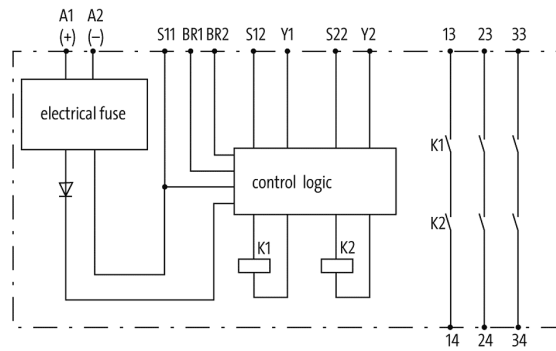 A1 A2
(+) (–) S11 BR1 BR2 S12 Y1 S22 Y2 13 23 33
electrical fuse
K1
control logic
K2
K1 K2
14 24 34